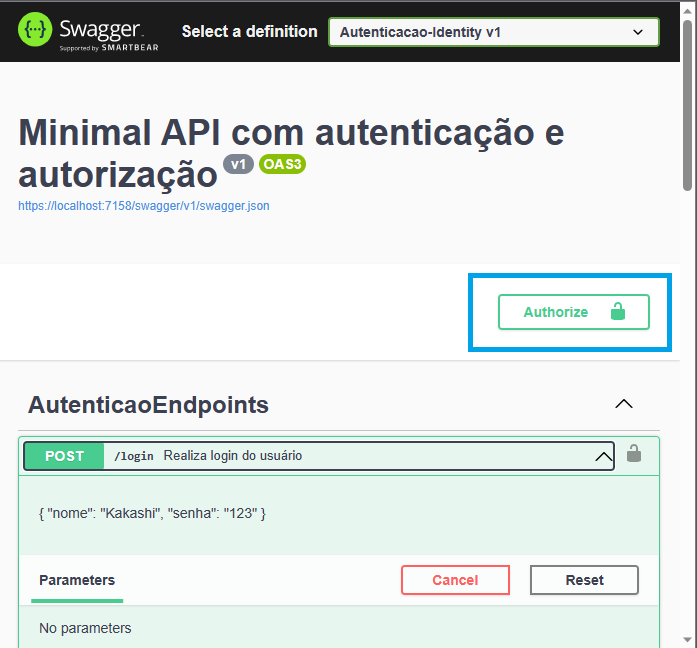 Swagger
Supported by SMARTBEAR
Select a definition
Autenticacao-Identity v1
Minimal API com autenticação e
autorização v1 OAS3
https://localhost:7158/swagger/v1/swagger.json
Authorize
AutenticaoEndpoints
POST /login Realiza login do usuário
{ "nome": "Kakashi", "senha": "123" }
Parameters
Cancel
Reset
No parameters